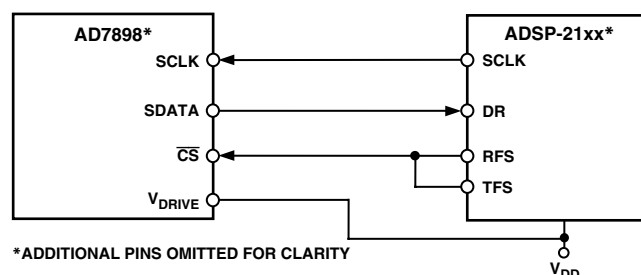 AD7898*
ADSP-21xx*
SCLK
SCLK
SDATA
DR
CS
RFS
TFS
VDRIVE
*ADDITIONAL PINS OMITTED FOR CLARITY
VDD